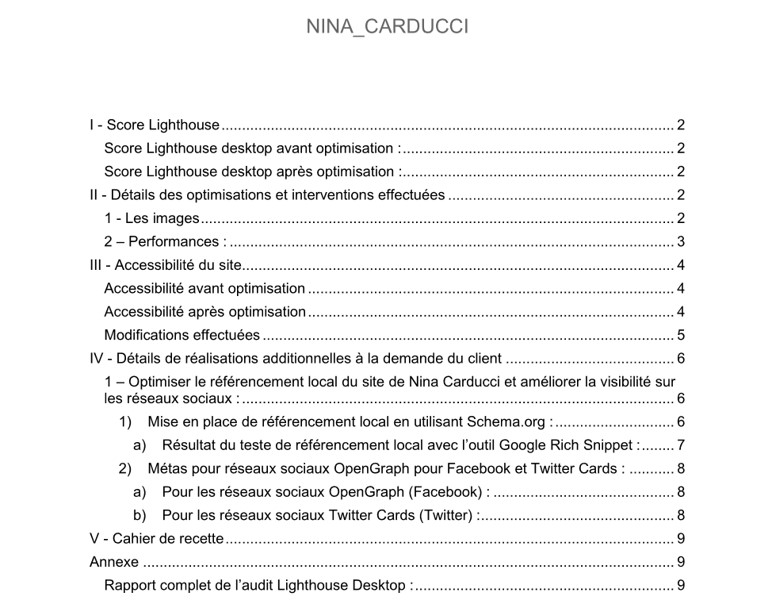 NINA_CARDUCCI
I - Score Lighthouse ... 2
Score Lighthouse desktop avant optimisation : ... 2
Score Lighthouse desktop après optimisation : ... 2
II - Détails des optimisations et interventions effectuées ... 2
1 - Les images ... 2
2 – Performances : ... 3
III - Accessibilité du site ... 4
Accessibilité avant optimisation ... 4
Accessibilité après optimisation ... 4
Modifications effectuées ... 5
IV - Détails de réalisations additionnelles à la demande du client ... 6
1 – Optimiser le référencement local du site de Nina Carducci et améliorer la visibilité sur
les réseaux sociaux : ... 6
1) Mise en place de référencement local en utilisant Schema.org : ... 6
a) Résultat du teste de référencement local avec l’outil Google Rich Snippet : ... 7
2) Métas pour réseaux sociaux OpenGraph pour Facebook et Twitter Cards : ... 8
a) Pour les réseaux sociaux OpenGraph (Facebook) : ... 8
b) Pour les réseaux sociaux Twitter Cards (Twitter) : ... 8
V - Cahier de recette ... 9
Annexe ... 9
Rapport complet de l’audit Lighthouse Desktop : ... 9